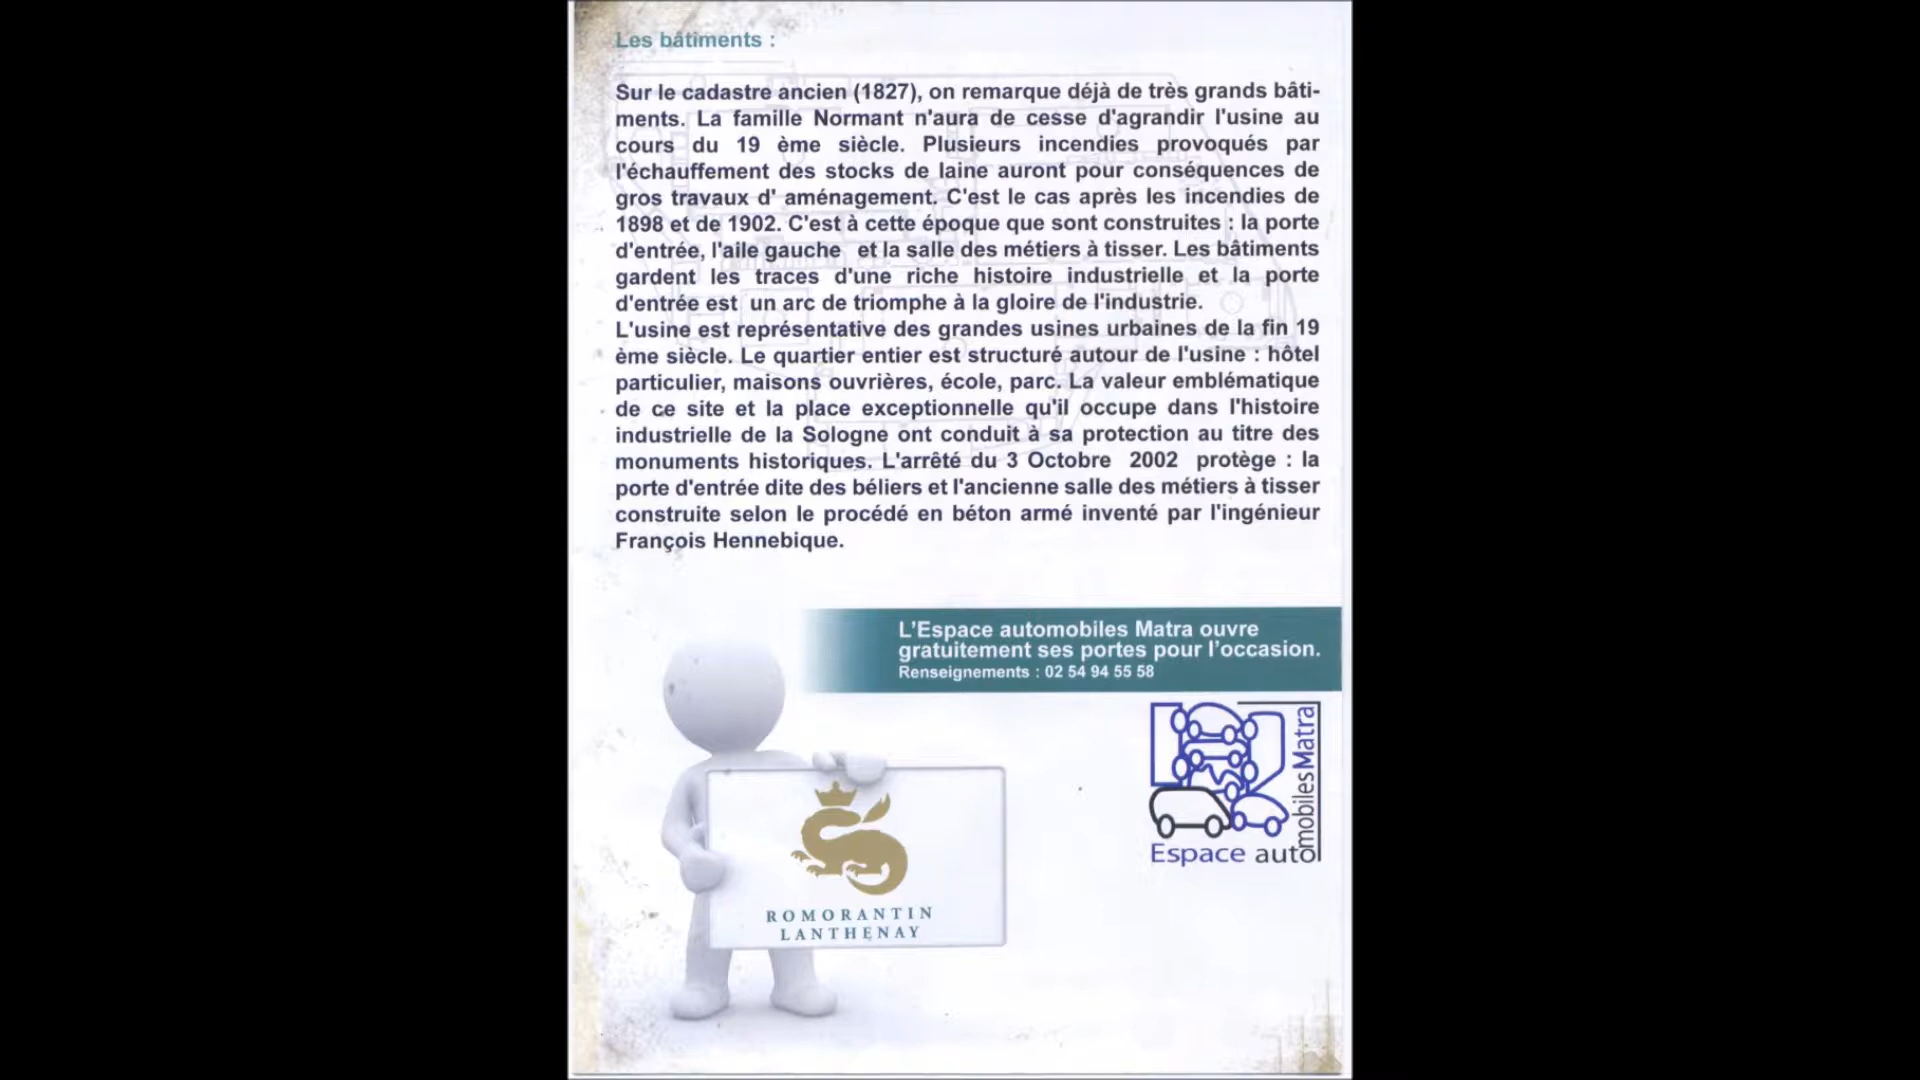 Les bâtiments :
Sur le cadastre ancien (1827), on remarque déjà de très grands bâti-
ments. La famille Normant n'aura de cesse d'agrandir l'usine au
cours du 19 ème siècle. Plusieurs incendies provoqués par
l'échauffement des stocks de laine auront pour conséquences de
gros travaux d' aménagement. C'est le cas après les incendies de
1898 et de 1902. C'est à cette époque que sont construites : la porte
d'entrée, l'aile gauche et la salle des métiers à tisser. Les bâtiments
gardent les traces d'une riche histoire industrielle et la porte
d'entrée est un arc de triomphe à la gloire de l'industrie.
L'usine est représentative des grandes usines urbaines de la fin 19
ème siècle. Le quartier entier est structuré autour de l'usine : hôtel
particulier, maisons ouvrières, école, parc. La valeur emblématique
de ce site et la place exceptionnelle qu'il occupe dans l'histoire
industrielle de la Sologne ont conduit à sa protection au titre des
monuments historiques. L'arrêté du 3 Octobre 2002 protège : la
porte d'entrée dite des béliers et l'ancienne salle des métiers à tisser
construite selon le procédé en béton armé inventé par l'ingénieur
François Hennebique.
L'Espace automobiles Matra ouvre
gratuitement ses portes pour l'occasion.
Renseignements : 02 54 94 55 58
Espace automobilesMatra
ROMORANTIN
LANTHENAY